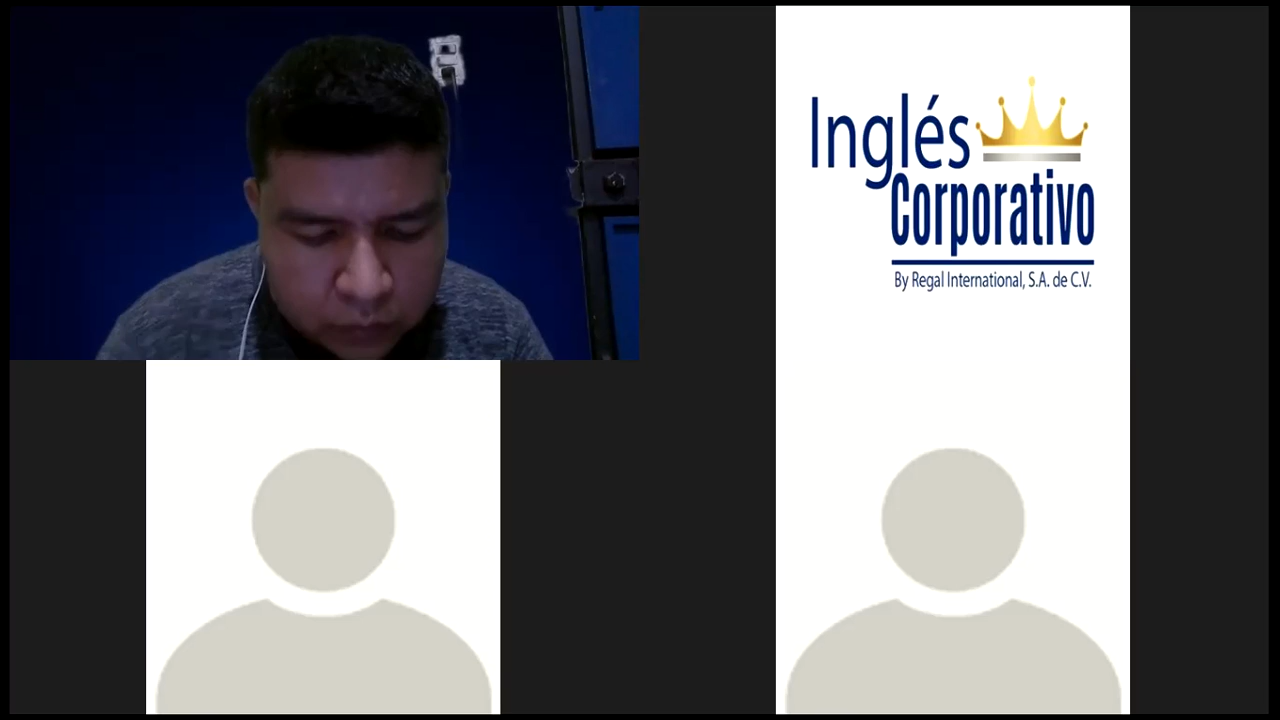 Inglés
Corporativo
By Regal International, S.A. de C.V.